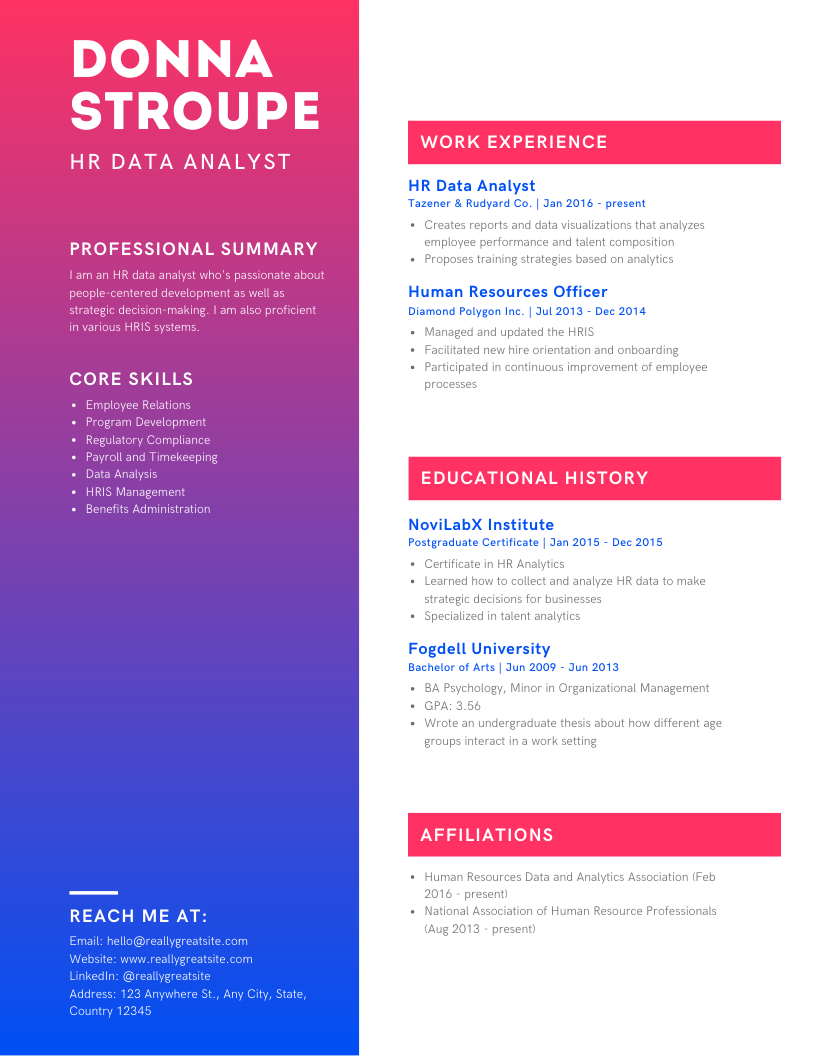 DONNA
STROUPE
HR DATA ANALYST
PROFESSIONAL SUMMARY
I am an HR data analyst who's passionate about
people-centered development as well as
strategic decision-making. I am also proficient
in various HRIS systems.
CORE SKILLS
• Employee Relations
• Program Development
• Regulatory Compliance
• Payroll and Timekeeping
• Data Analysis
• HRIS Management
• Benefits Administration
REACH ME AT:
Email: hello@reallygreatsite.com
Website: www.reallygreatsite.com
LinkedIn: @reallygreatsite
Address: 123 Anywhere St., Any City, State,
Country 12345
WORK EXPERIENCE
HR Data Analyst
Tazener & Rudyard Co. | Jan 2016 - present
• Creates reports and data visualizations that analyzes
employee performance and talent composition
• Proposes training strategies based on analytics
Human Resources Officer
Diamond Polygon Inc. | Jul 2013 - Dec 2014
• Managed and updated the HRIS
• Facilitated new hire orientation and onboarding
• Participated in continuous improvement of employee
processes
EDUCATIONAL HISTORY
NoviLabX Institute
Postgraduate Certificate | Jan 2015 - Dec 2015
• Certificate in HR Analytics
• Learned how to collect and analyze HR data to make
strategic decisions for businesses
• Specialized in talent analytics
Fogdell University
Bachelor of Arts | Jun 2009 - Jun 2013
• BA Psychology, Minor in Organizational Management
• GPA: 3.56
• Wrote an undergraduate thesis about how different age
groups interact in a work setting
AFFILIATIONS
• Human Resources Data and Analytics Association (Feb
2016 - present)
• National Association of Human Resource Professionals
(Aug 2013 - present)